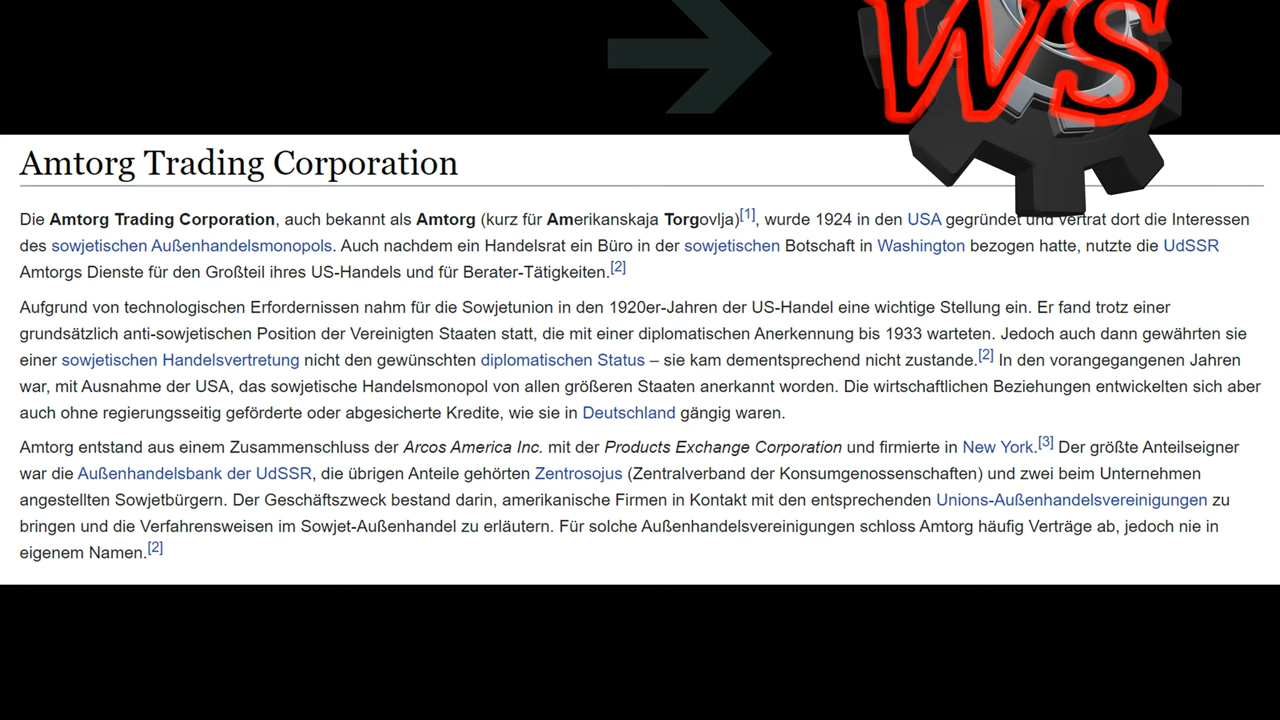 WS
Amtorg Trading Corporation
Die Amtorg Trading Corporation, auch bekannt als Amtorg (kurz für Amerikanskaja Torgovlja)[1], wurde 1924 in den USA gegründet und vertrat dort die Interessen
des sowjetischen Außenhandelsmonopols. Auch nachdem ein Handelsrat ein Büro in der sowjetischen Botschaft in Washington bezogen hatte, nutzte die UdSSR
Amtorgs Dienste für den Großteil ihres US-Handels und für Berater-Tätigkeiten.[2]
Aufgrund von technologischen Erfordernissen nahm für die Sowjetunion in den 1920er-Jahren der US-Handel eine wichtige Stellung ein. Er fand trotz einer
grundsätzlich anti-sowjetischen Position der Vereinigten Staaten statt, die mit einer diplomatischen Anerkennung bis 1933 warteten. Jedoch auch dann gewährten sie
einer sowjetischen Handelsvertretung nicht den gewünschten diplomatischen Status – sie kam dementsprechend nicht zustande.[2] In den vorangegangenen Jahren
war, mit Ausnahme der USA, das sowjetische Handelsmonopol von allen größeren Staaten anerkannt worden. Die wirtschaftlichen Beziehungen entwickelten sich aber
auch ohne regierungsseitig geförderte oder abgesicherte Kredite, wie sie in Deutschland gängig waren.
Amtorg entstand aus einem Zusammenschluss der Arcos America Inc. mit der Products Exchange Corporation und firmierte in New York.[3] Der größte Anteilseigner
war die Außenhandelsbank der UdSSR, die übrigen Anteile gehörten Zentrosojus (Zentralverband der Konsumgenossenschaften) und zwei beim Unternehmen
angestellten Sowjetbürgern. Der Geschäftszweck bestand darin, amerikanische Firmen in Kontakt mit den entsprechenden Unions-Außenhandelsvereinigungen zu
bringen und die Verfahrensweisen im Sowjet-Außenhandel zu erläutern. Für solche Außenhandelsvereinigungen schloss Amtorg häufig Verträge ab, jedoch nie in
eigenem Namen.[2]